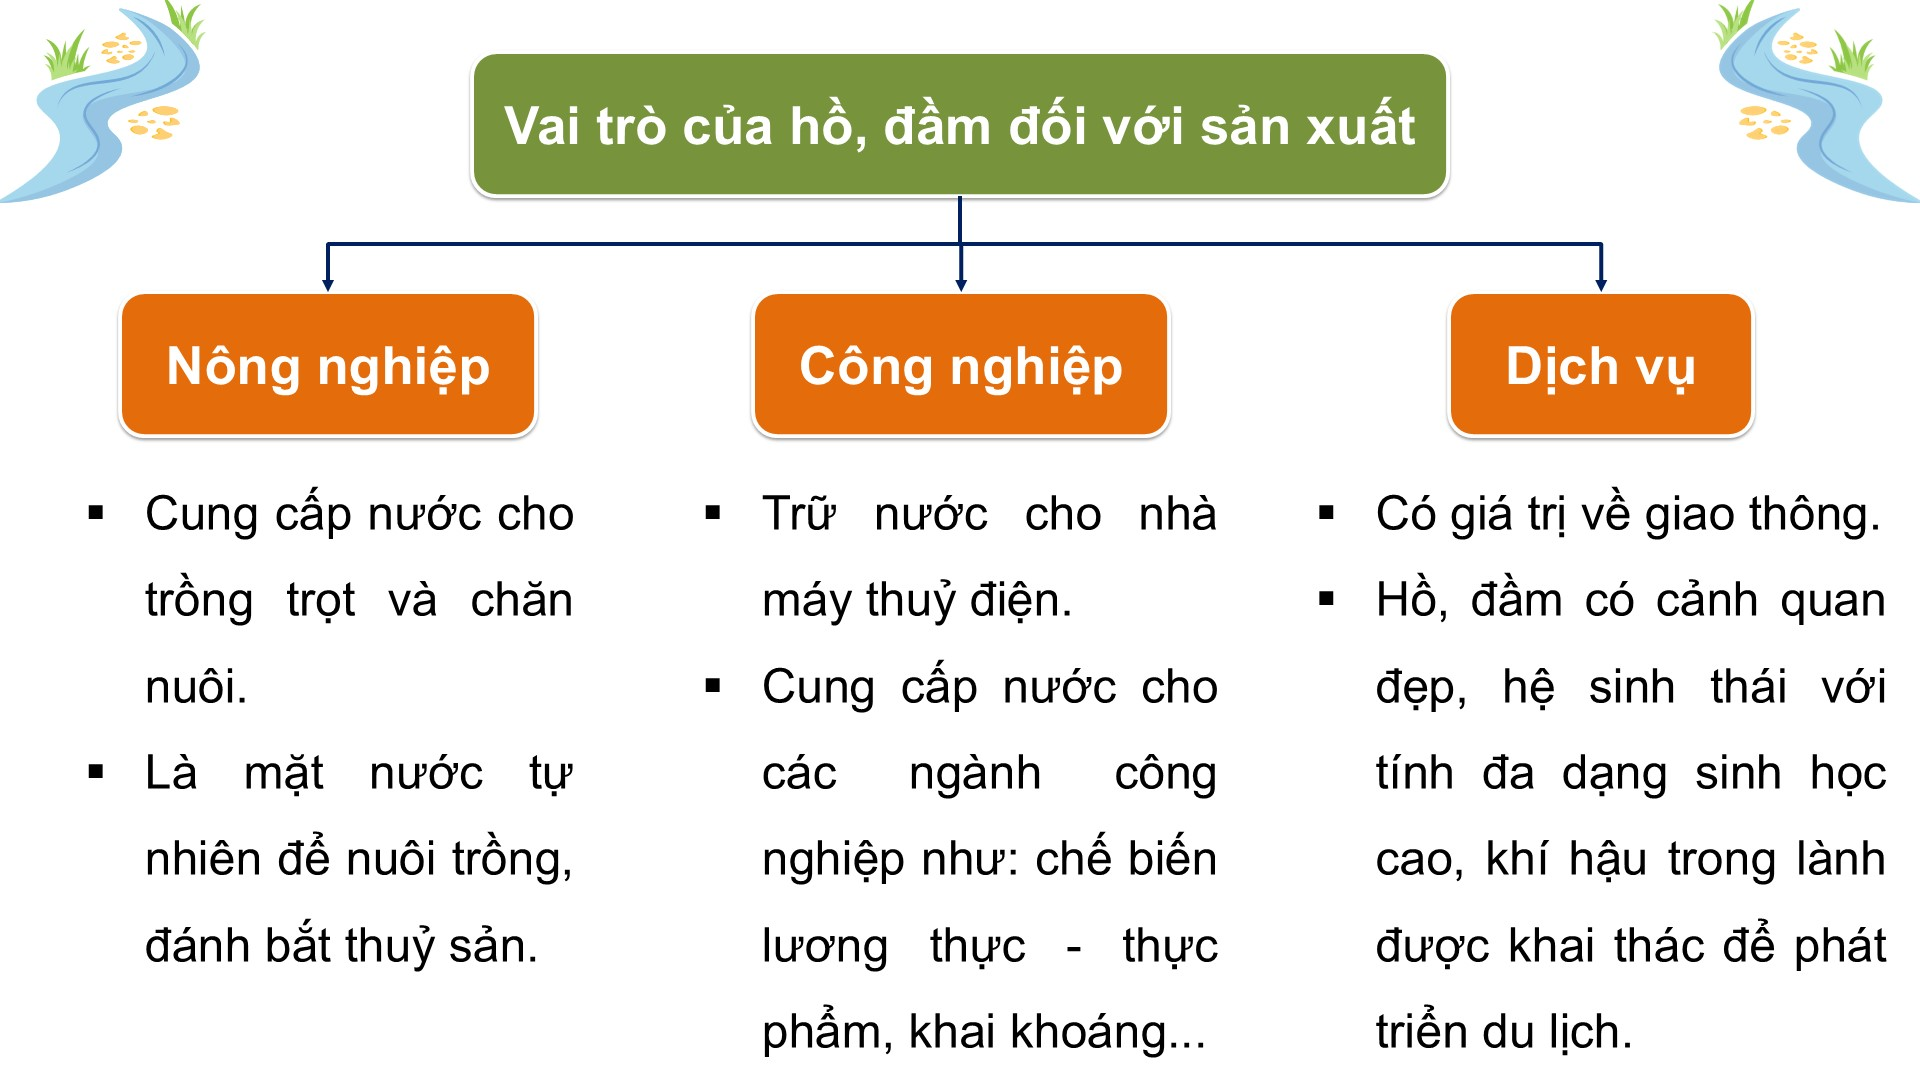 Vai trò của hồ, đầm đối với sản xuất
Nông nghiệp
▪ Cung cấp nước cho
trồng trọt và chăn
nuôi.
▪ Là mặt nước tự
nhiên để nuôi trồng,
đánh bắt thuỷ sản.
Công nghiệp
▪ Trữ nước cho nhà
máy thuỷ điện.
▪ Cung cấp nước cho
các ngành công
nghiệp như: chế biến
lương thực - thực
phẩm, khai khoáng...
Dịch vụ
▪ Có giá trị về giao thông.
▪ Hồ, đầm có cảnh quan
đẹp, hệ sinh thái với
tính đa dạng sinh học
cao, khí hậu trong lành
được khai thác để phát
triển du lịch.